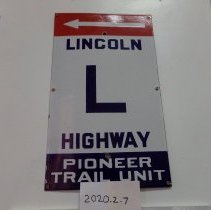 LINCOLN
L
HIGHWAY
PIONEER
TRAIL UNIT
2020.2.7